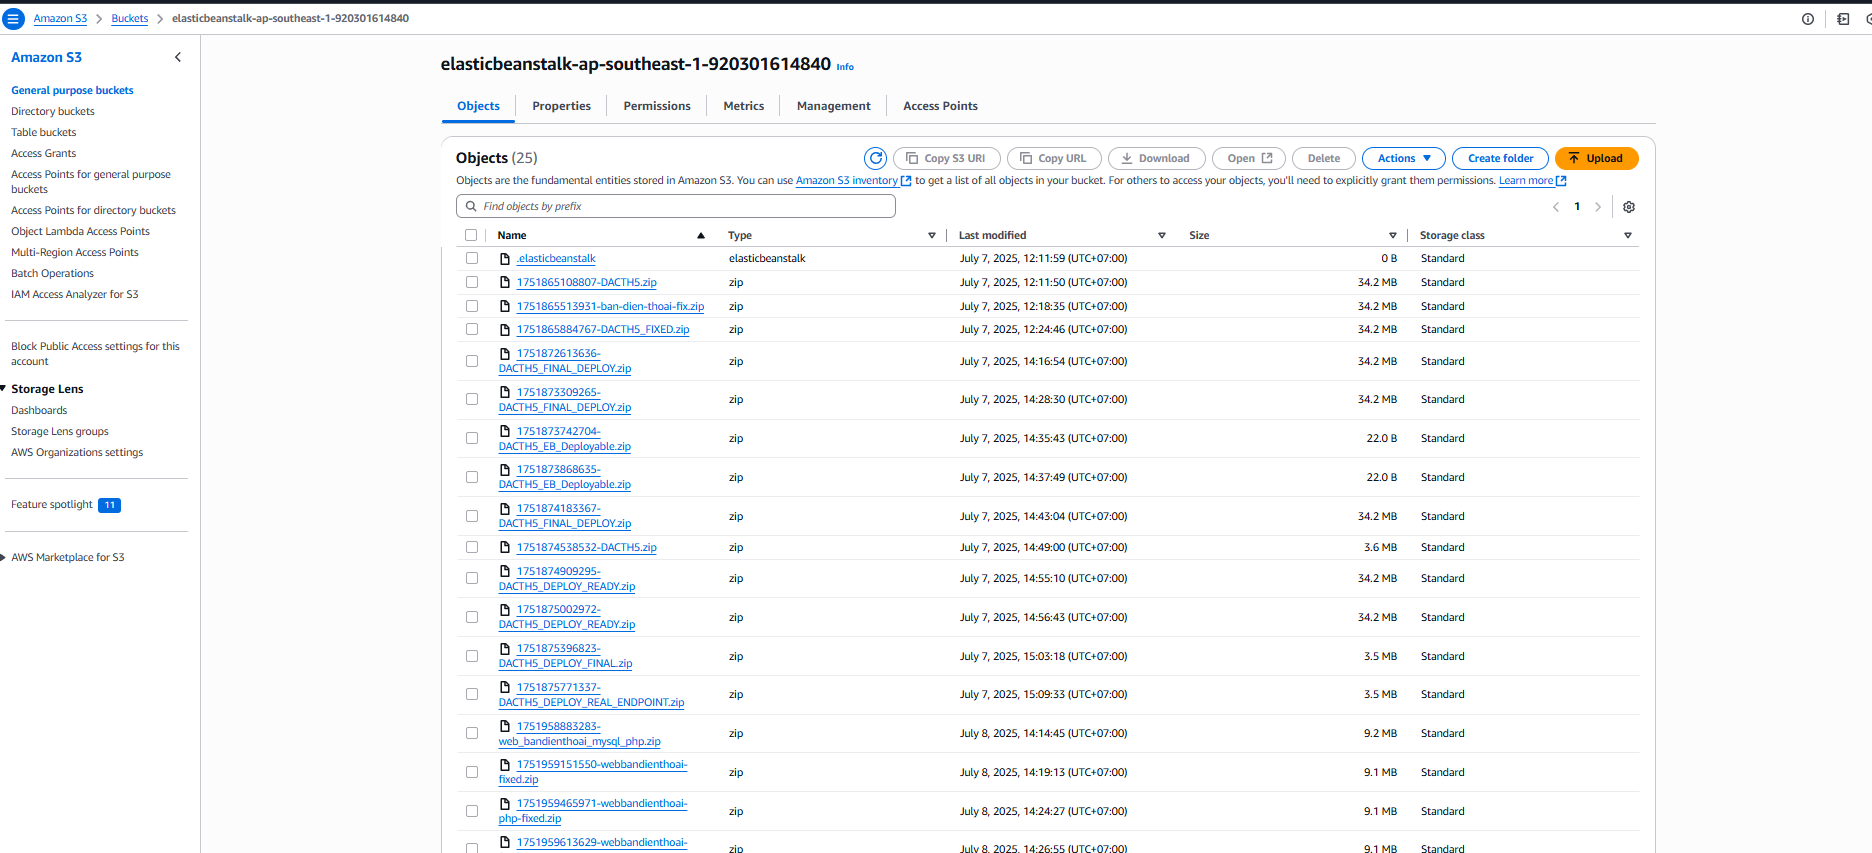 Amazon S3 > Buckets > elasticbeanstalk-ap-southeast-1-920301614840
Amazon S3
General purpose buckets
Directory buckets
Table buckets
Access Grants
Access Points for general purpose
buckets
Access Points for directory buckets
Object Lambda Access Points
Multi-Region Access Points
Batch Operations
IAM Access Analyzer for S3
Block Public Access settings for this
account
Storage Lens
Dashboards
Storage Lens groups
AWS Organizations settings
Feature spotlight 11
AWS Marketplace for S3
elasticbeanstalk-ap-southeast-1-920301614840 Info
Objects Properties Permissions Metrics Management Access Points
Objects (25)
Copy S3 URI Copy URL Download Open Delete Actions Create folder Upload
Objects are the fundamental entities stored in Amazon S3. You can use Amazon S3 inventory to get a list of all objects in your bucket. For others to access your objects, you'll need to explicitly grant them permissions. Learn more
Find objects by prefix
1
Name Type Last modified Size Storage class
.elasticbeanstalk elasticbeanstalk July 7, 2025, 12:11:59 (UTC+07:00) 0 B Standard
1751865108807-DACTH5.zip zip July 7, 2025, 12:11:50 (UTC+07:00) 34.2 MB Standard
1751865513931-ban-dien-thoai-fix.zip zip July 7, 2025, 12:18:35 (UTC+07:00) 34.2 MB Standard
1751865884767-DACTH5_FIXED.zip zip July 7, 2025, 12:24:46 (UTC+07:00) 34.2 MB Standard
1751872613636-
DACTH5_FINAL_DEPLOY.zip zip July 7, 2025, 14:16:54 (UTC+07:00) 34.2 MB Standard
1751873309265-
DACTH5_FINAL_DEPLOY.zip zip July 7, 2025, 14:28:30 (UTC+07:00) 34.2 MB Standard
1751873742704-
DACTH5_EB_Deployable.zip zip July 7, 2025, 14:35:43 (UTC+07:00) 22.0 B Standard
1751873868635-
DACTH5_EB_Deployable.zip zip July 7, 2025, 14:37:49 (UTC+07:00) 22.0 B Standard
1751874183367-
DACTH5_FINAL_DEPLOY.zip zip July 7, 2025, 14:43:04 (UTC+07:00) 34.2 MB Standard
1751874538532-DACTH5.zip zip July 7, 2025, 14:49:00 (UTC+07:00) 3.6 MB Standard
1751874909295-
DACTH5_DEPLOY_READY.zip zip July 7, 2025, 14:55:10 (UTC+07:00) 34.2 MB Standard
1751875002972-
DACTH5_DEPLOY_READY.zip zip July 7, 2025, 14:56:43 (UTC+07:00) 34.2 MB Standard
1751875396823-
DACTH5_DEPLOY_FINAL.zip zip July 7, 2025, 15:03:18 (UTC+07:00) 3.5 MB Standard
1751875771337-
DACTH5_DEPLOY_REAL_ENDPOINT.zip zip July 7, 2025, 15:09:33 (UTC+07:00) 3.5 MB Standard
1751958883283-
web_bandienthoai_mysql_php.zip zip July 8, 2025, 14:14:45 (UTC+07:00) 9.2 MB Standard
1751959151550-webbandienthoai-
fixed.zip zip July 8, 2025, 14:19:13 (UTC+07:00) 9.1 MB Standard
1751959465971-webbandienthoai-
php-fixed.zip zip July 8, 2025, 14:24:27 (UTC+07:00) 9.1 MB Standard
1751959613629-webbandienthoai-
zip July 8, 2025, 14:26:55 (UTC+07:00) 9.1 MB Standard